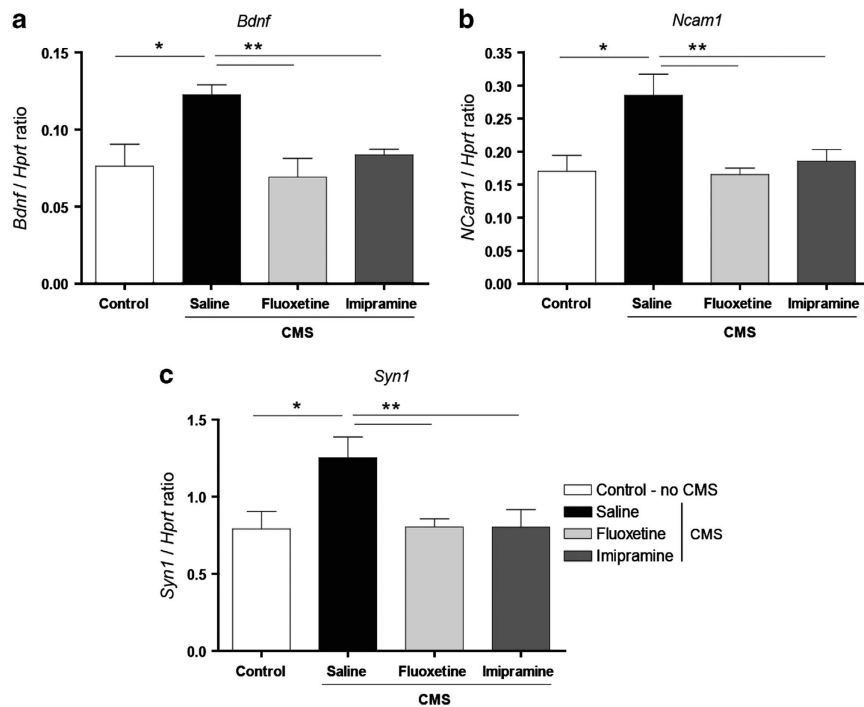 a
Bdnf
Bdnf / Hprt ratio
0.15
0.10
0.05
0.00
*
**
Control
Saline
Fluoxetine
Imipramine
CMS
b
Ncam1
NCam1 / Hprt ratio
0.35
0.30
0.25
0.20
0.15
0.10
0.05
0.00
*
**
Control
Saline
Fluoxetine
Imipramine
CMS
c
Syn1
Syn1 / Hprt ratio
1.5
1.0
0.5
0.0
*
**
Control
Saline
Fluoxetine
Imipramine
CMS
Control - no CMS
Saline
Fluoxetine
Imipramine
CMS